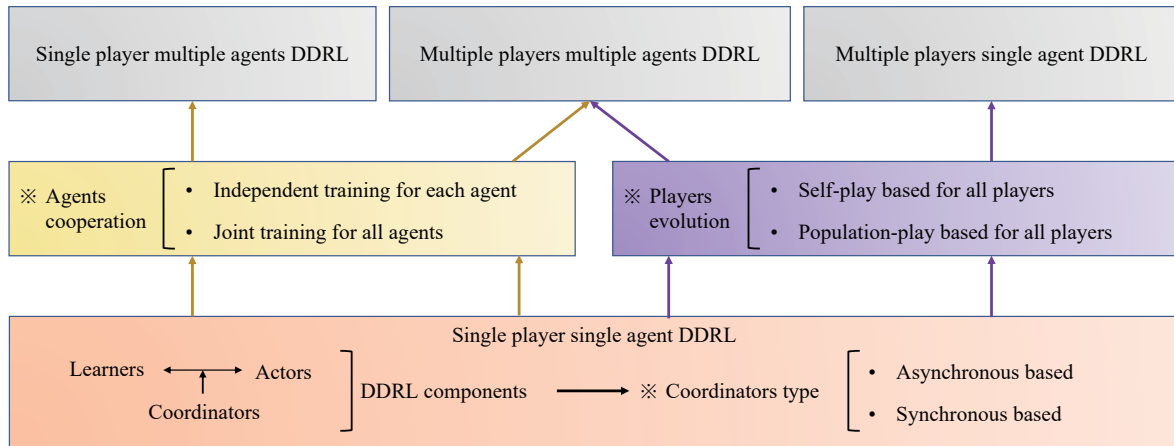 Single player multiple agents DDRL
Multiple players multiple agents DDRL
Multiple players single agent DDRL
※ Agents cooperation
• Independent training for each agent
• Joint training for all agents
※ Players evolution
• Self-play based for all players
• Population-play based for all players
Single player single agent DDRL
Learners
Actors
Coordinators
DDRL components
※ Coordinators type
• Asynchronous based
• Synchronous based